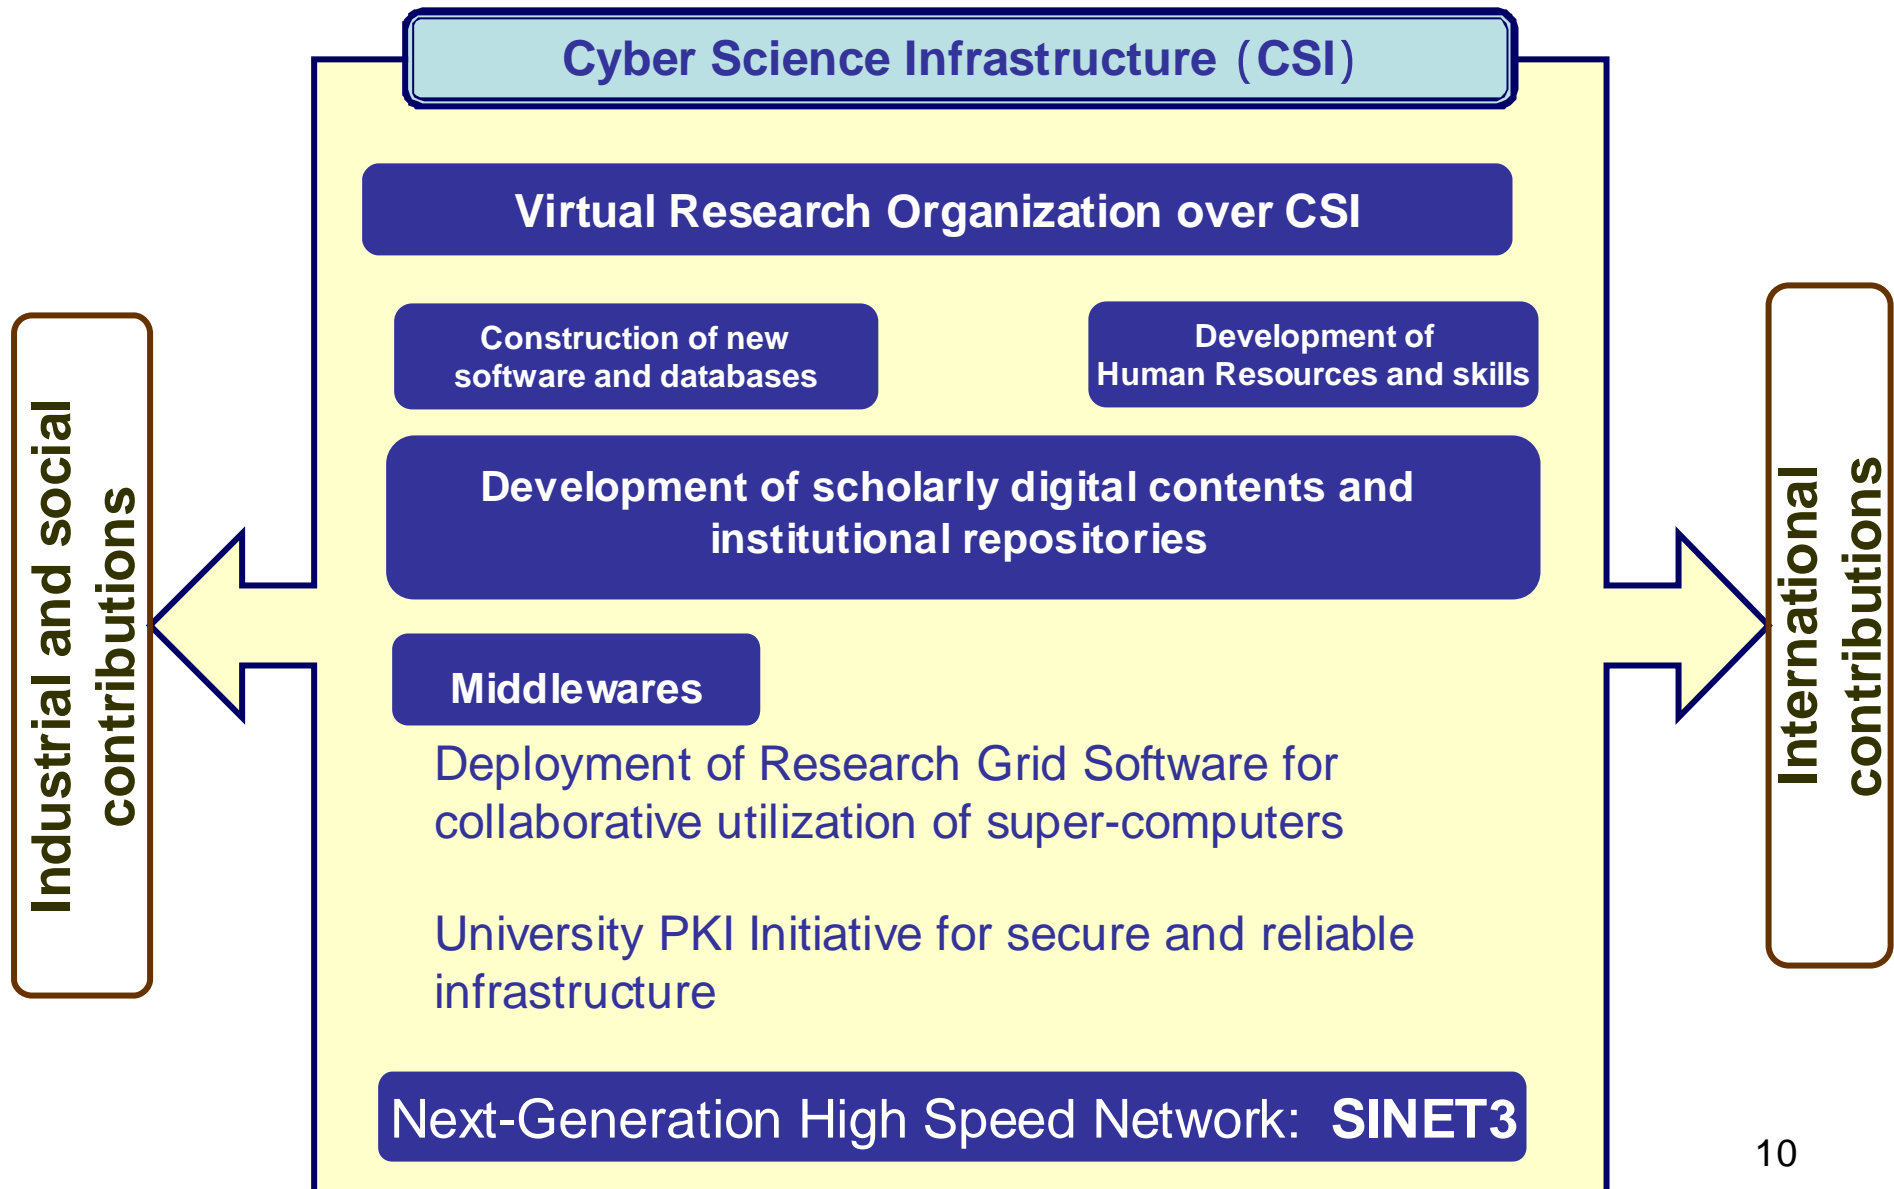 Cyber Science Infrastructure (CSI)
Virtual Research Organization over CSI
Construction of new
software and databases
Development of
Human Resources and skills
Development of scholarly digital contents and
institutional repositories
Middlewares
Deployment of Research Grid Software for
collaborative utilization of super-computers
University PKI Initiative for secure and reliable
infrastructure
Next-Generation High Speed Network: SINET3
Industrial and social
contributions
International
contributions
10